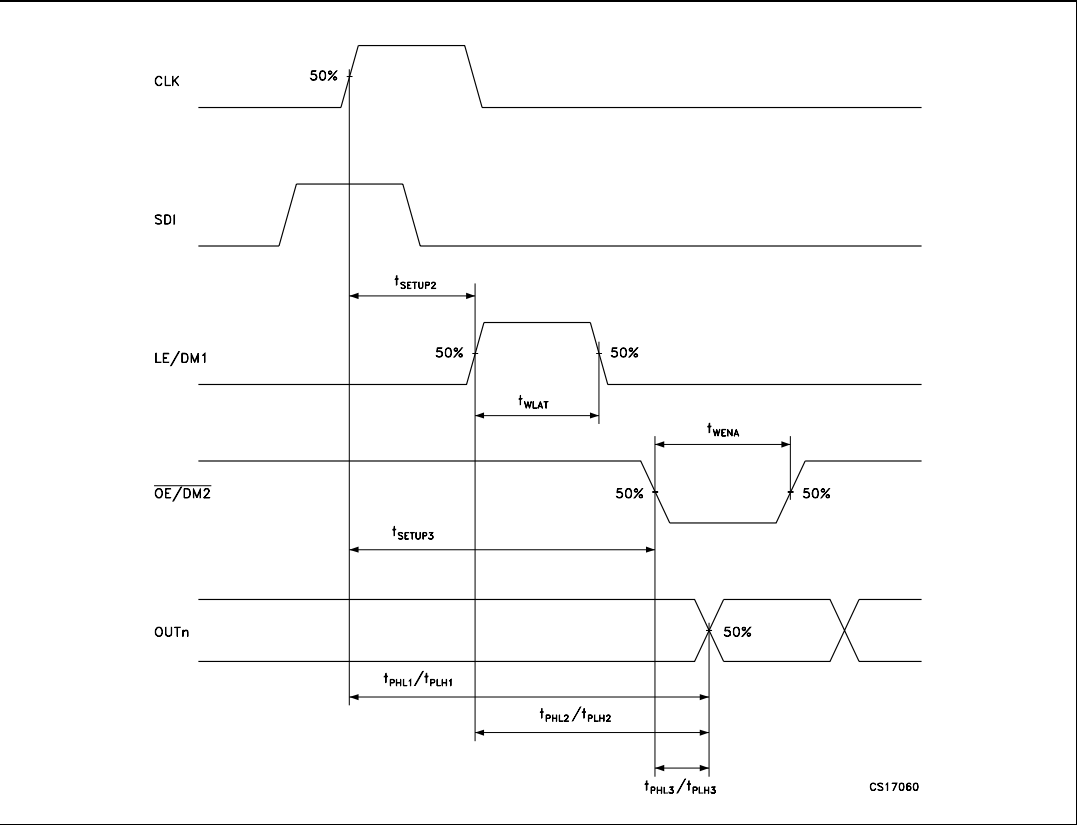 50%
CLK
SDI
tSETUP2
50%
50%
LE/DM1
tWLAT
tWENA
OE/DM2
50%
50%
tSETUP3
OUTn
50%
tPHL1/tPLH1
tPHL2/tPLH2
tPHL3/tPLH3
CS17060